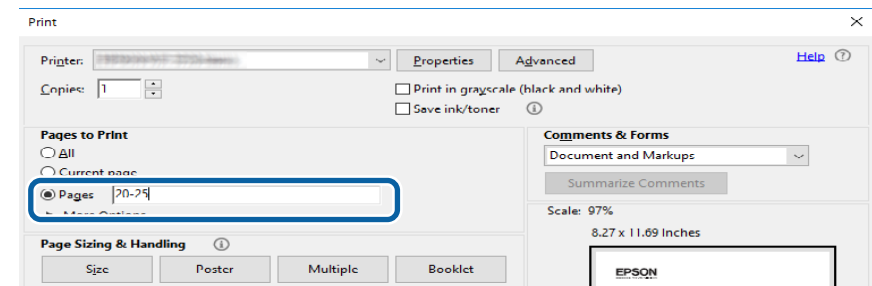 Print
Printer:
Properties
Advanced
Help
Copies: 1
Print in grayscale (black and white)
Save ink/toner
Pages to Print
All
Current page
Pages 20-25
More Options
Comments & Forms
Document and Markups
Summarize Comments
Scale: 97%
8.27 x 11.69 Inches
Page Sizing & Handling
Size
Poster
Multiple
Booklet
EPSON